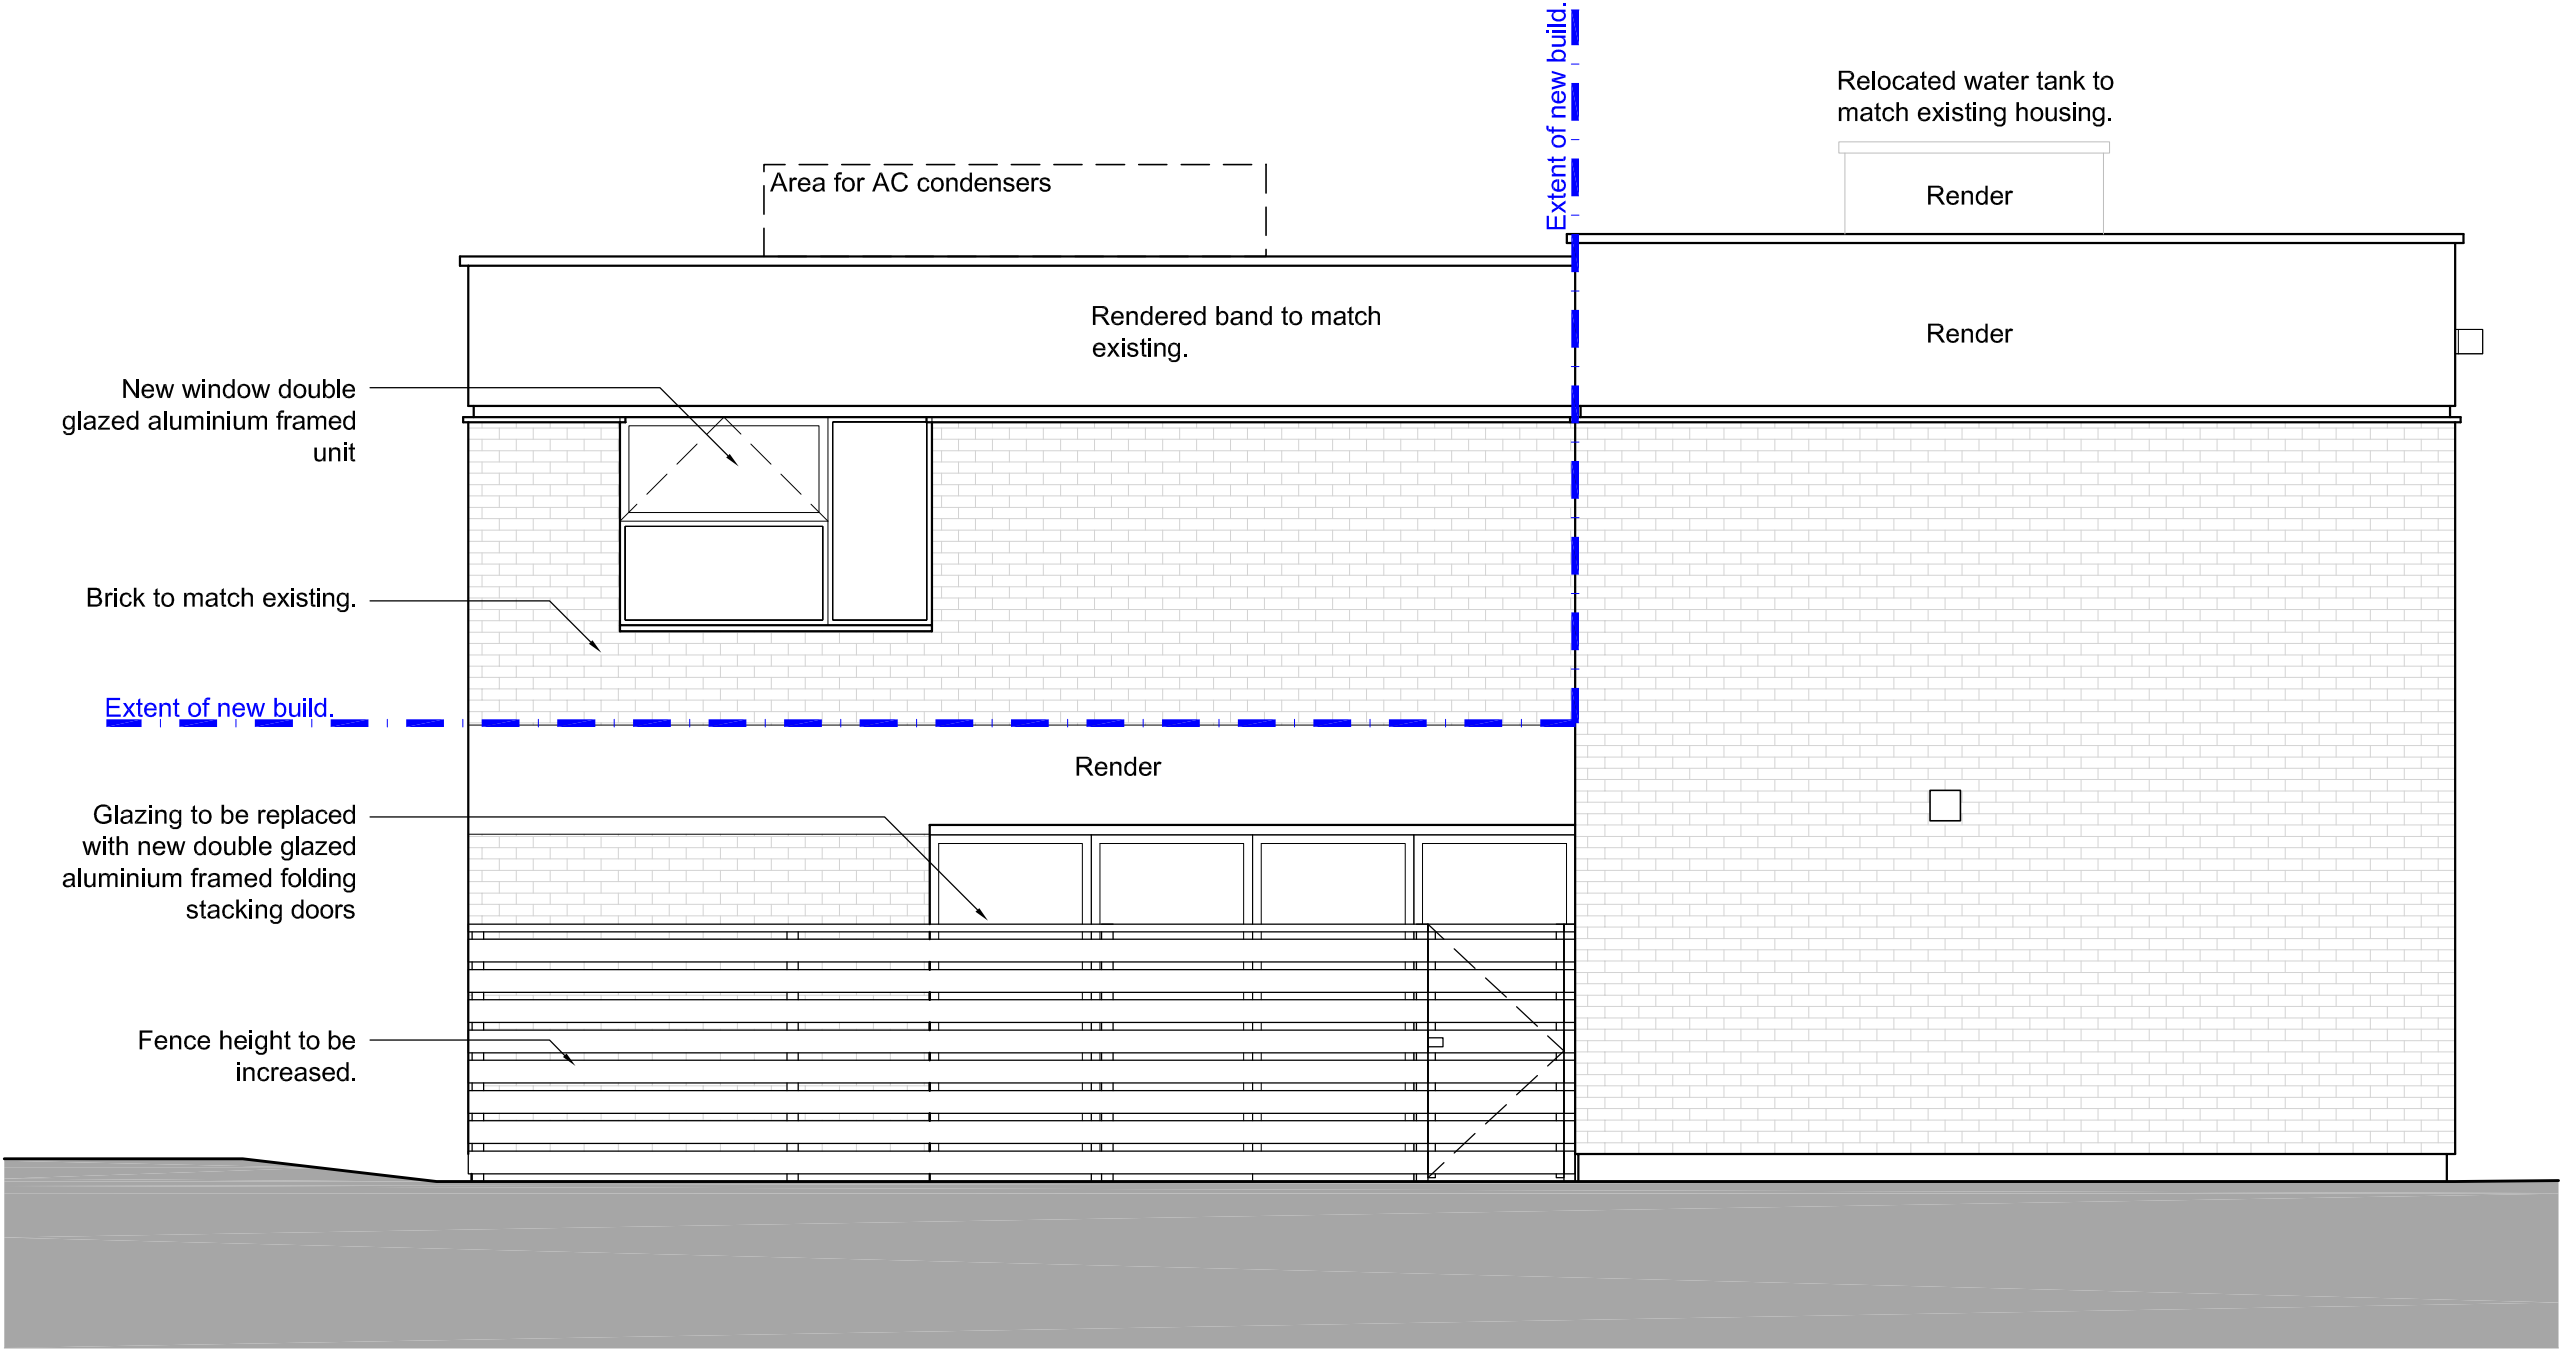 Extent of new build.
Relocated water tank to
match existing housing.
Area for AC condensers
Render
Rendered band to match
existing.
Render
New window double
glazed aluminium framed
unit
Brick to match existing.
Extent of new build.
Render
Glazing to be replaced
with new double glazed
aluminium framed folding
stacking doors
Fence height to be
increased.